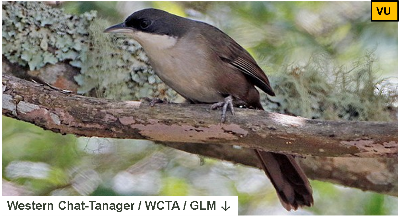 VU
Western Chat-Tanager / WCTA / GLM ↓